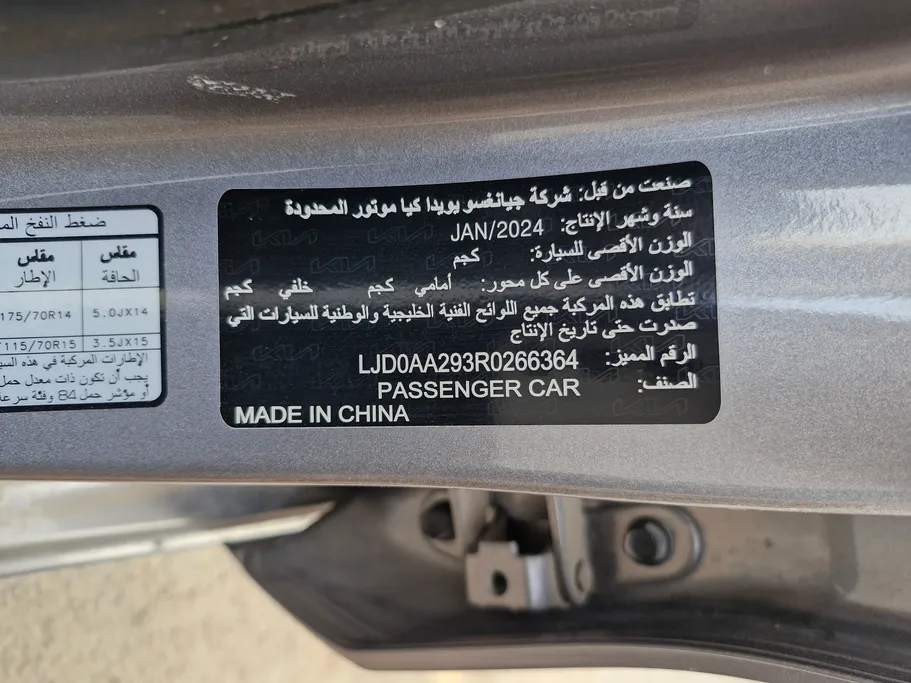 صنعت من قبل: شركة جيانغسو يويدا كيا موتور المحدودة
سنة وشهر الإنتاج: JAN/2024
الوزن الأقصى للسيارة: كجم
الوزن الأقصى على كل محور: أمامي كجم خلفي كجم
تطابق هذه المركبة جميع اللوائح الفنية الخليجية والوطنية للسيارات التي
صدرت حتى تاريخ الإنتاج
الرقم المميز: LJD0AA293R0266364
الصنف: PASSENGER CAR
MADE IN CHINA
ضغط النفخ
مقاس الحافة
مقاس الإطار
5.0JX14
175/70R14
3.5JX15
115/70R15
الإطارات المركبة في هذه
يجب أن تكون ذات معدل حمل
أو مؤشر حمل 84 وفئة